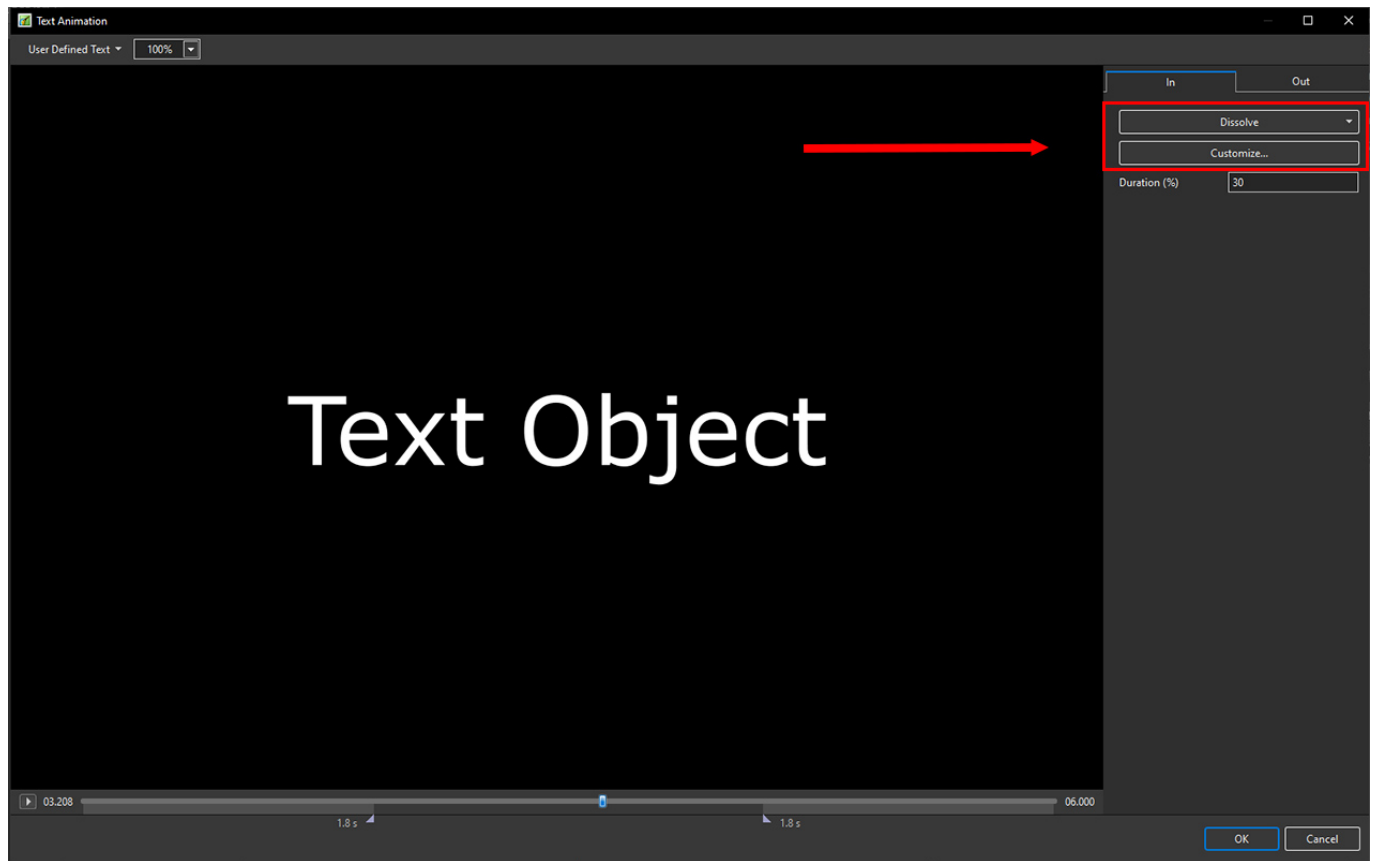 Text Animation
User Defined Text 100%
In Out
Dissolve
Customize...
Duration (%) 30
Text Object
03.208 06.000
1.8 s 1.8 s
OK Cancel